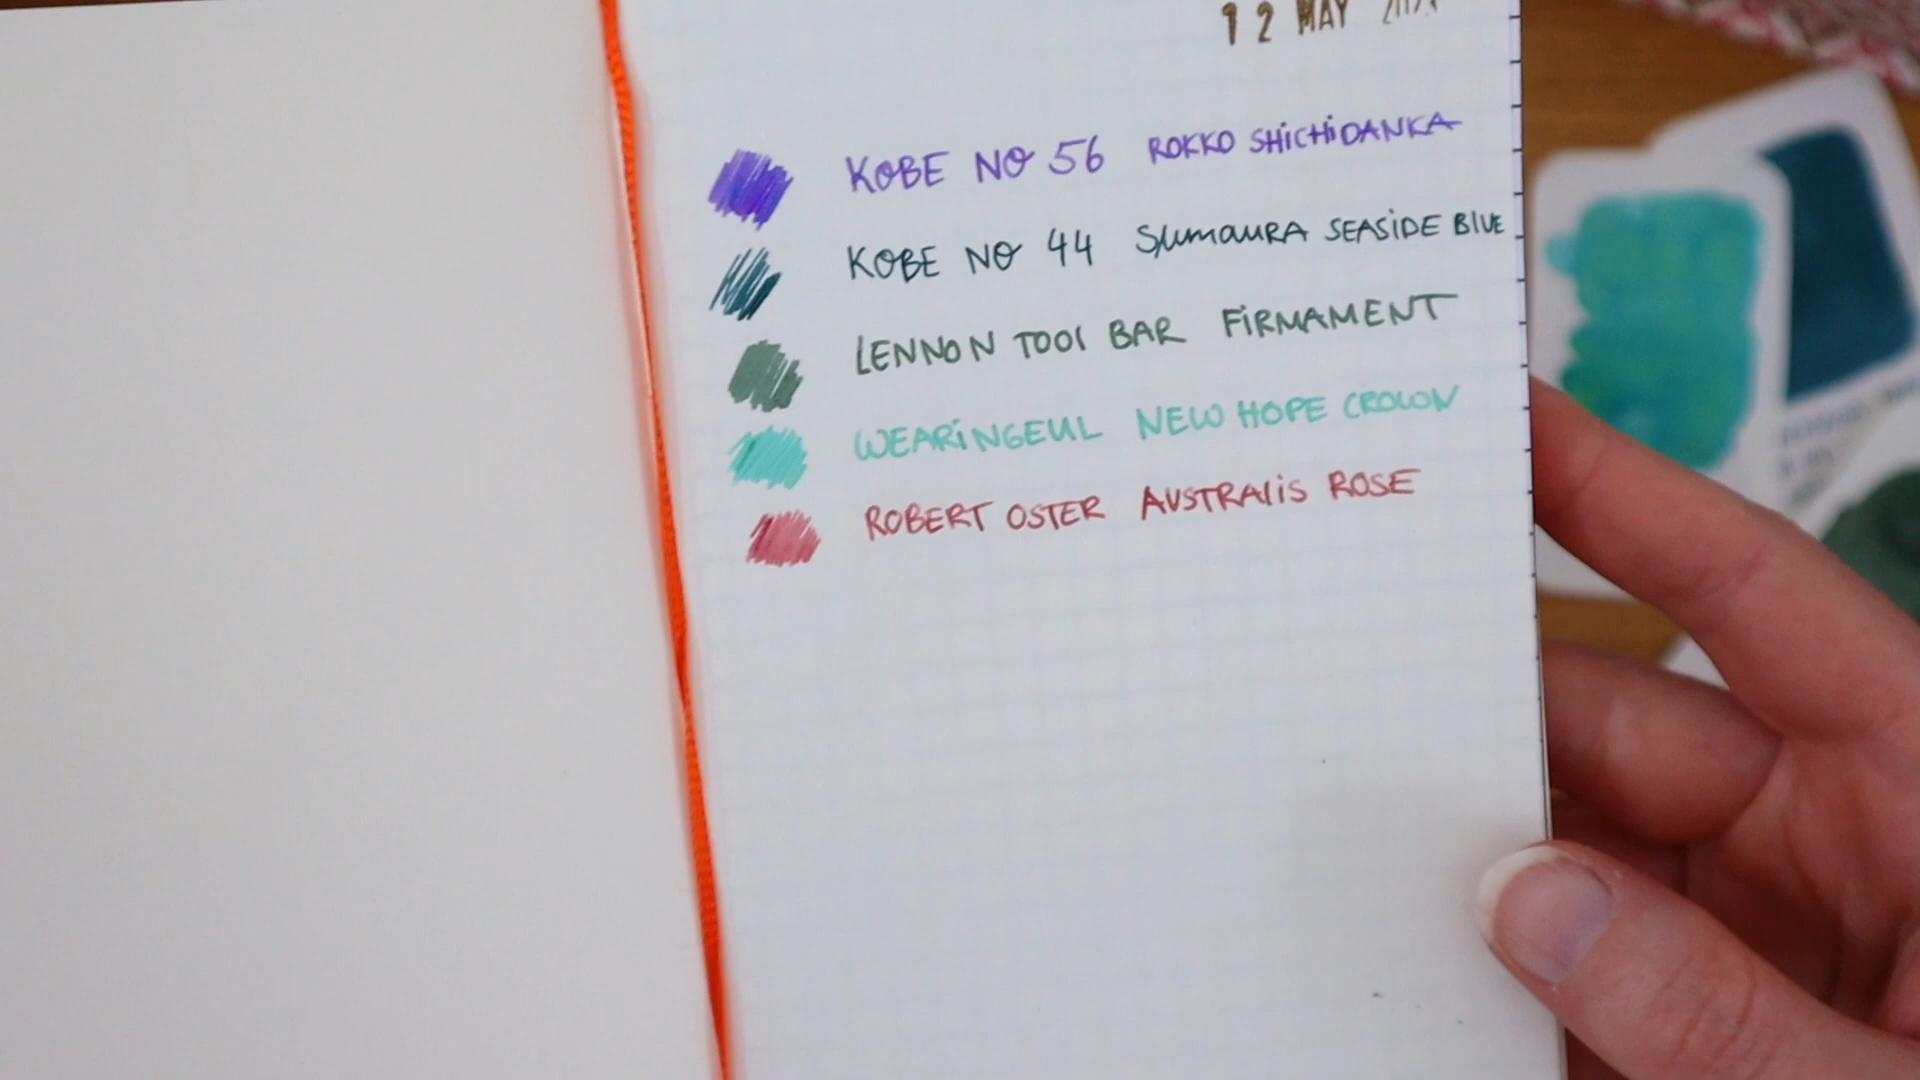 12 MAY
KOBE NO 56 ROKKO SHICHIDANKA
KOBE NO 44 SUMAURA SEASIDE BLUE
LENNON TOOL BAR FIRMAMENT
WEARINGEUL NEW HOPE CROWN
ROBERT OSTER AUSTRALIS ROSE